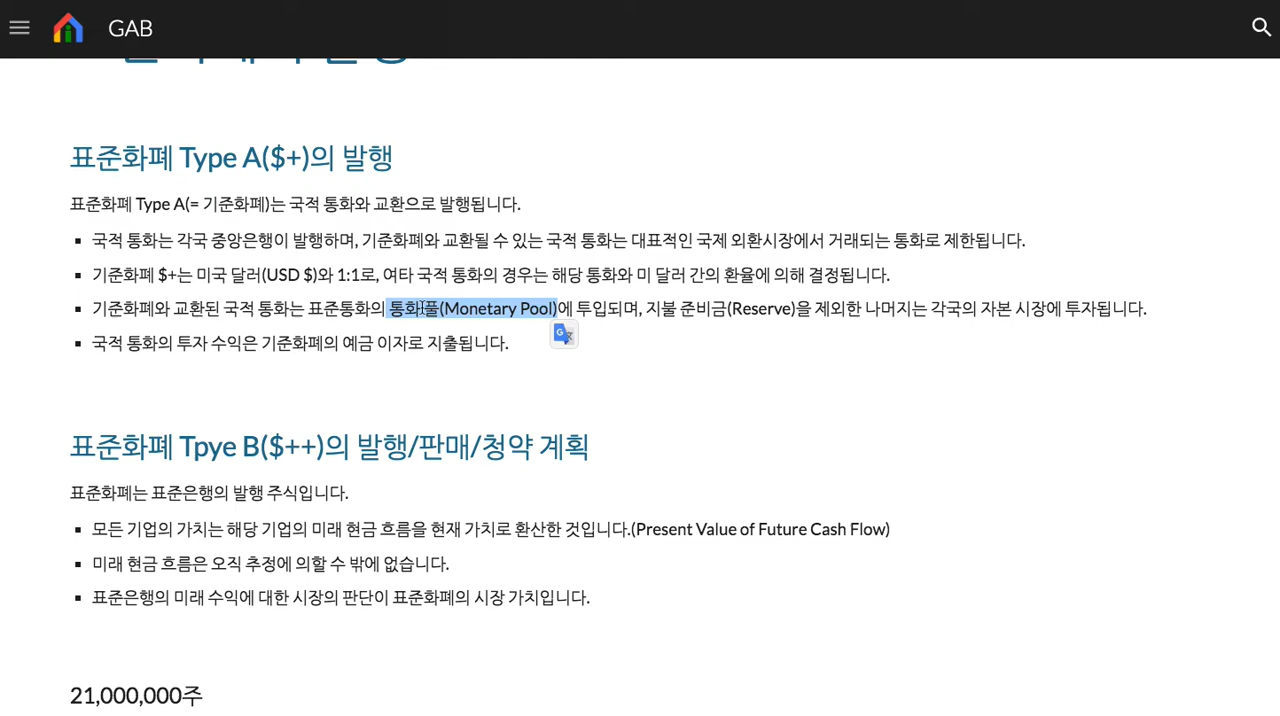 GAB
표준화폐 Type A($+)의 발행
표준화폐 Type A(= 기준화폐)는 국적 통화와 교환으로 발행됩니다.
▪ 국적 통화는 각국 중앙은행이 발행하며, 기준화폐와 교환될 수 있는 국적 통화는 대표적인 국제 외환시장에서 거래되는 통화로 제한됩니다.
▪ 기준화폐 $+는 미국 달러(USD $)와 1:1로, 여타 국적 통화의 경우는 해당 통화와 미 달러 간의 환율에 의해 결정됩니다.
▪ 기준화폐와 교환된 국적 통화는 표준통화의 통화풀(Monetary Pool)에 투입되며, 지불 준비금(Reserve)을 제외한 나머지는 각국의 자본 시장에 투자됩니다.
▪ 국적 통화의 투자 수익은 기준화폐의 예금 이자로 지출됩니다.
표준화폐 Tpye B($++)의 발행/판매/청약 계획
표준화폐는 표준은행의 발행 주식입니다.
▪ 모든 기업의 가치는 해당 기업의 미래 현금 흐름을 현재 가치로 환산한 것입니다.(Present Value of Future Cash Flow)
▪ 미래 현금 흐름은 오직 추정에 의할 수 밖에 없습니다.
▪ 표준은행의 미래 수익에 대한 시장의 판단이 표준화폐의 시장 가치입니다.
21,000,000주